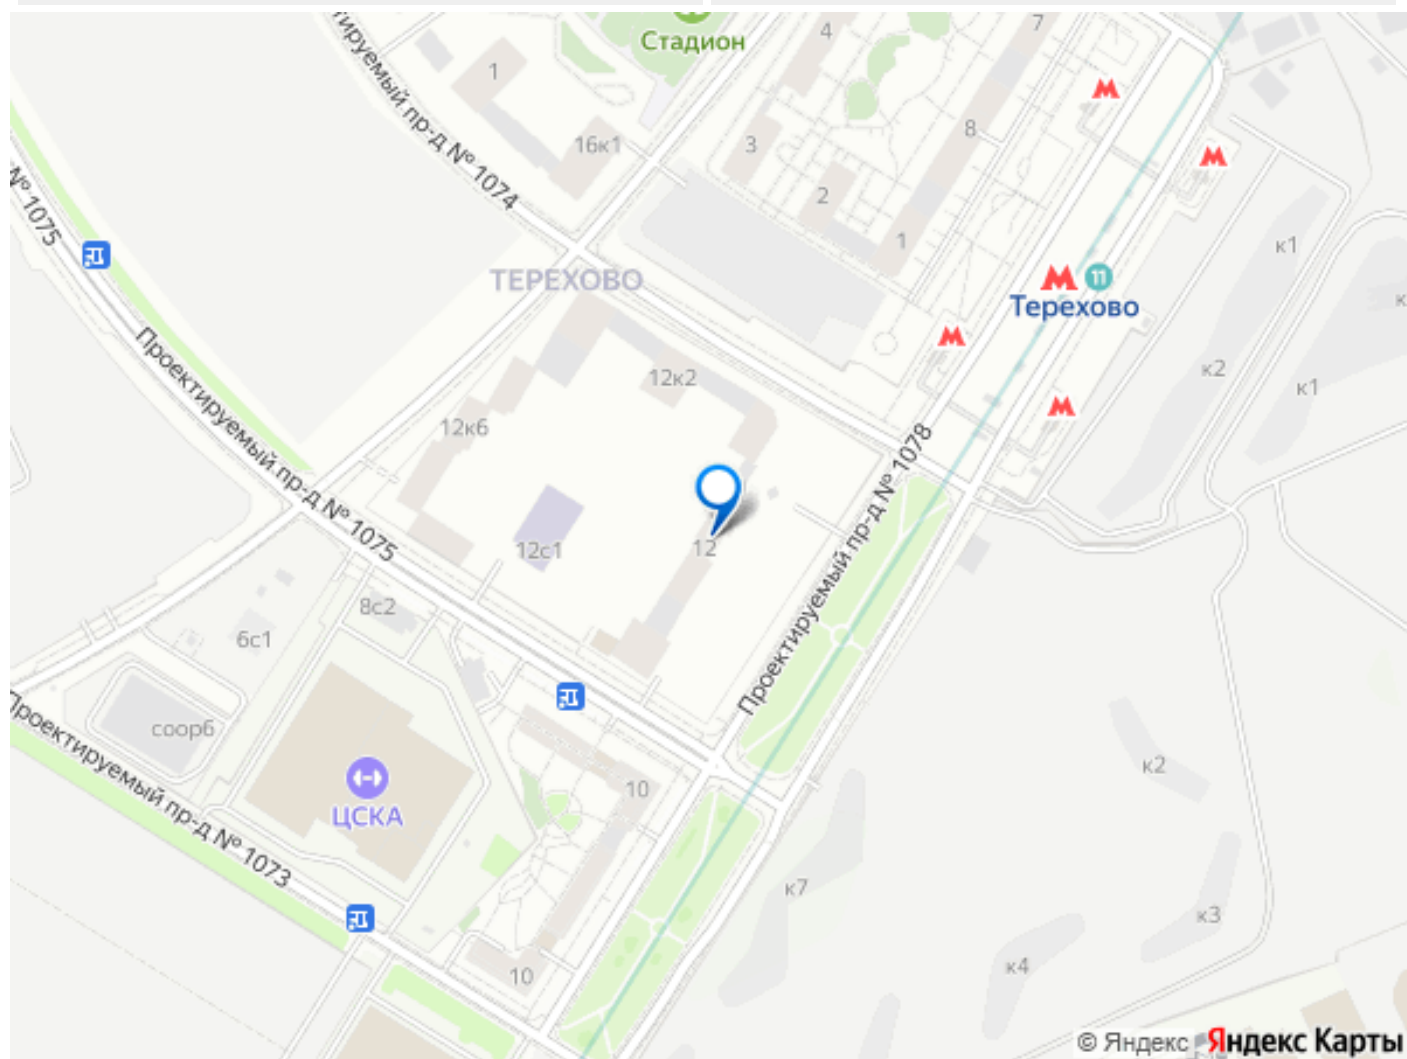 Стадион
4
7
1
16к1
3
8
2
1
тируемый пр-д № 1074
№ 1075
ТЕРЕХОВО
11
Терехово
к1
к2
к1
к
Проектируемый пр-д № 1075
12к2
12к6
12с1
12
Проектируемый пр-д № 1078
8с2
6с1
соор6
ЦСКА
10
10
Проектируемый пр-д № 1073
к2
к7
к3
к4
© Яндекс Яндекс Карты